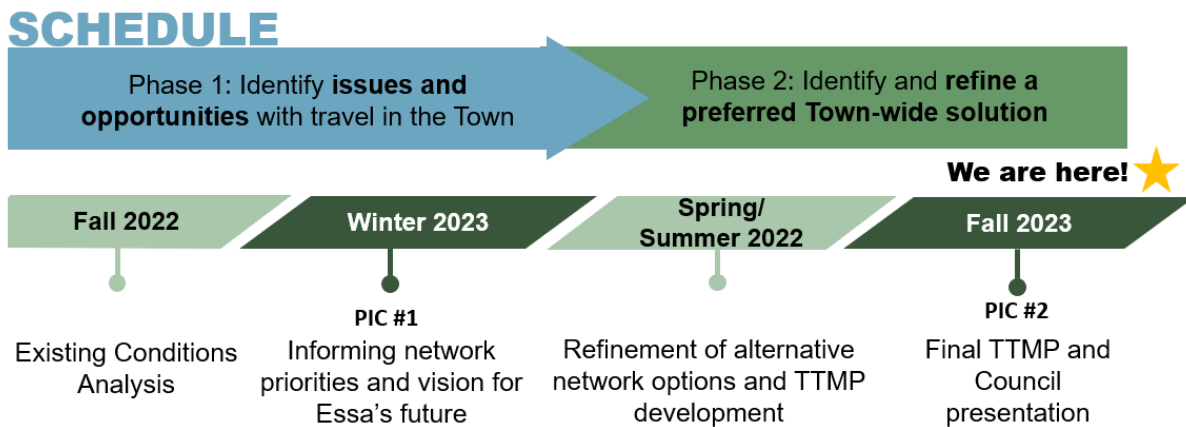 SCHEDULE
Phase 1: Identify issues and
opportunities with travel in the Town
Phase 2: Identify and refine a
preferred Town-wide solution
We are here!
Fall 2022
Winter 2023
Spring/
Summer 2022
Fall 2023
Existing Conditions
Analysis
PIC #1
Informing network
priorities and vision for
Essa's future
Refinement of alternative
network options and TTMP
development
PIC #2
Final TTMP and
Council
presentation